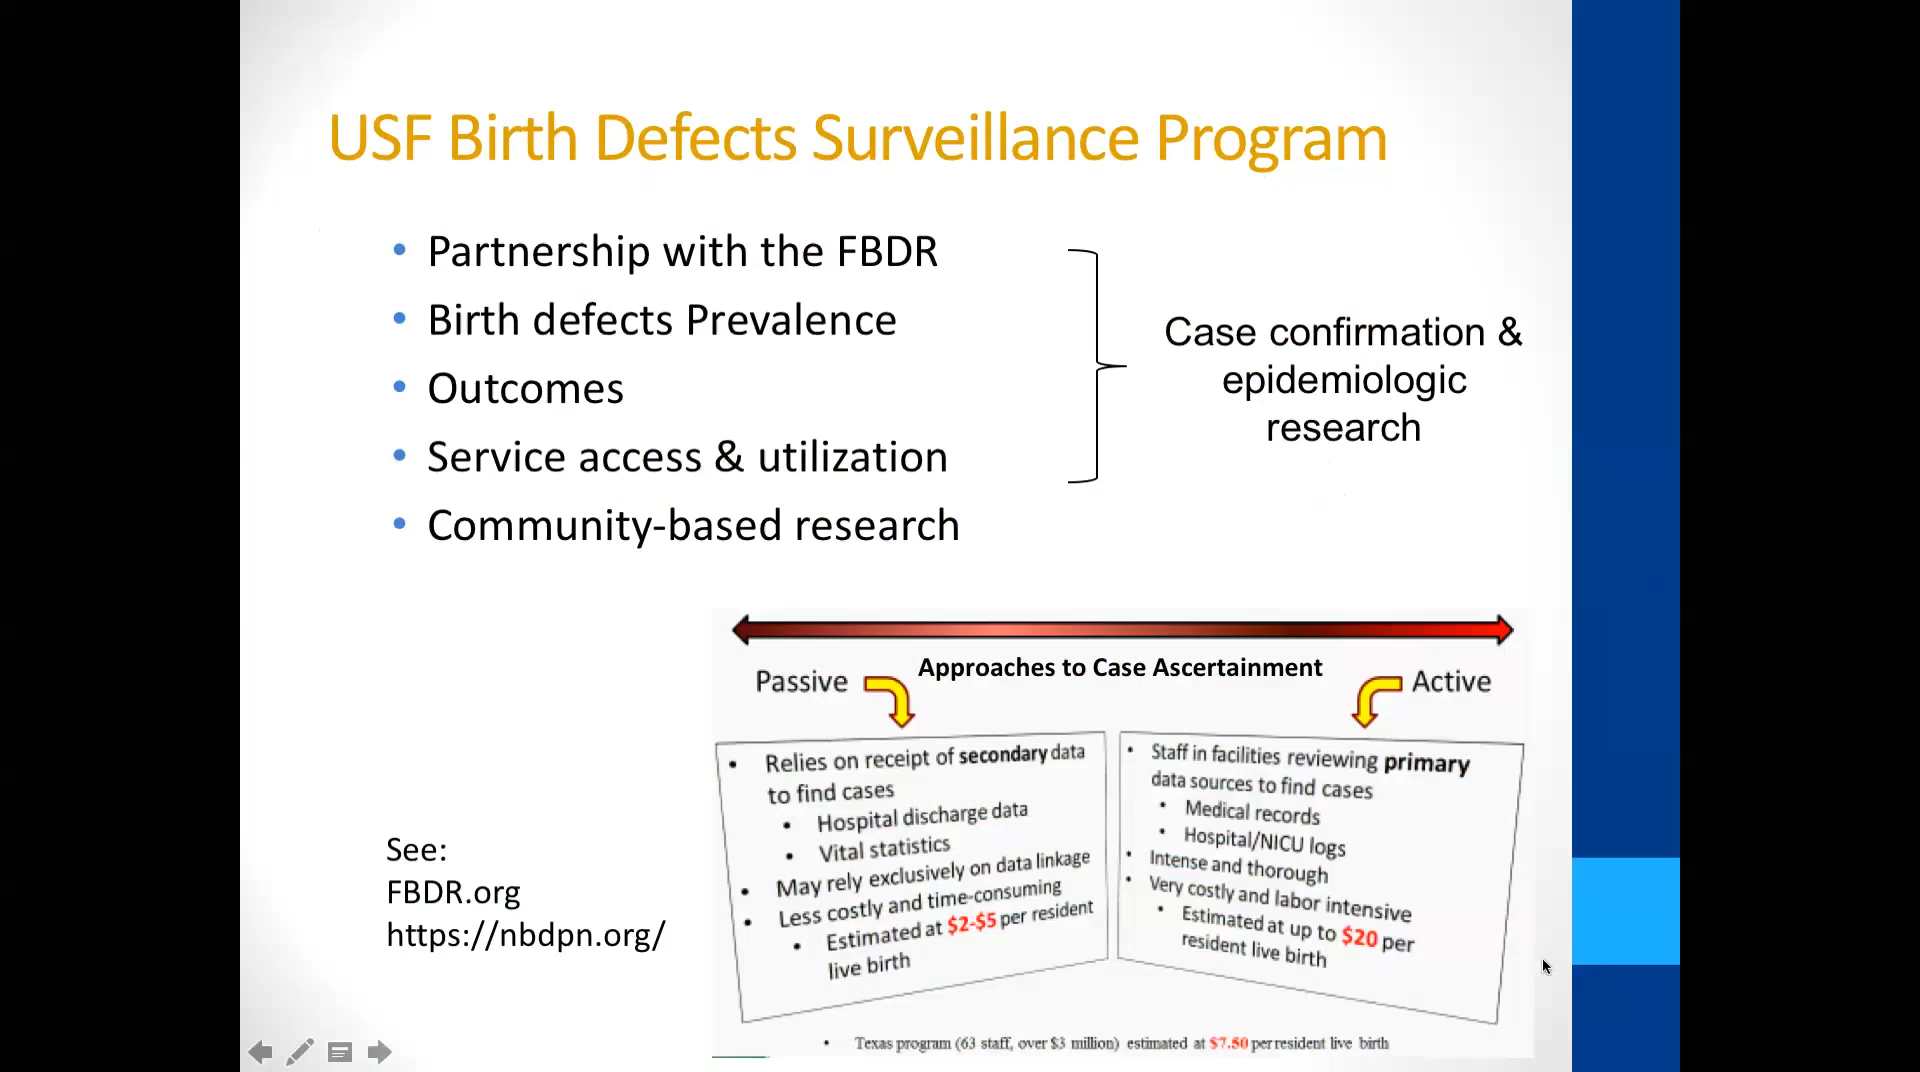 USF Birth Defects Surveillance Program
• Partnership with the FBDR
• Birth defects Prevalence
• Outcomes
• Service access & utilization
• Community-based research
Case confirmation &
epidemiologic
research
Approaches to Case Ascertainment
Passive
• Relies on receipt of secondary data
to find cases
• Hospital discharge data
• Vital statistics
• May rely exclusively on data linkage
• Less costly and time-consuming
• Estimated at $2-$5 per resident
live birth
Active
• Staff in facilities reviewing primary
data sources to find cases
• Medical records
• Hospital/NICU logs
• Intense and thorough
• Very costly and labor intensive
• Estimated at up to $20 per
resident live birth
• Texas program (63 staff, over $3 million) estimated at $7.50 per resident live birth
See:
FBDR.org
https://nbdpn.org/